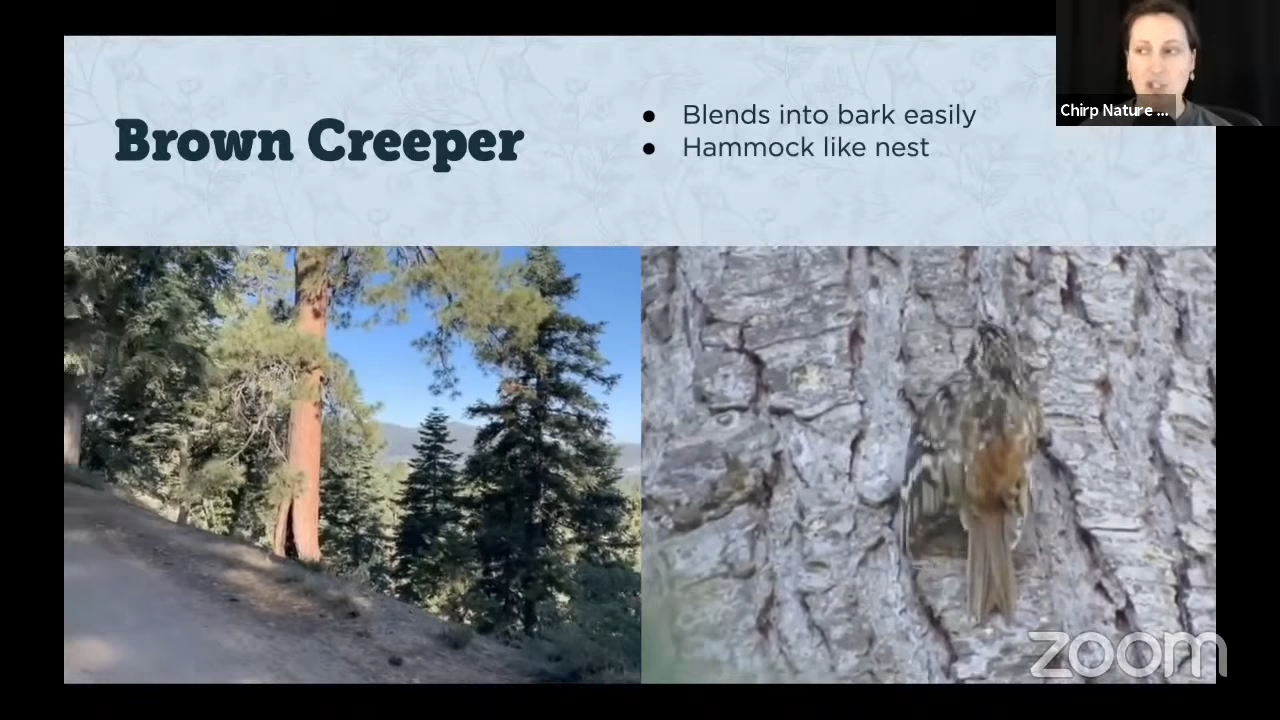 Brown Creeper
● Blends into bark easily
● Hammock like nest
Chirp Nature ...
zoom